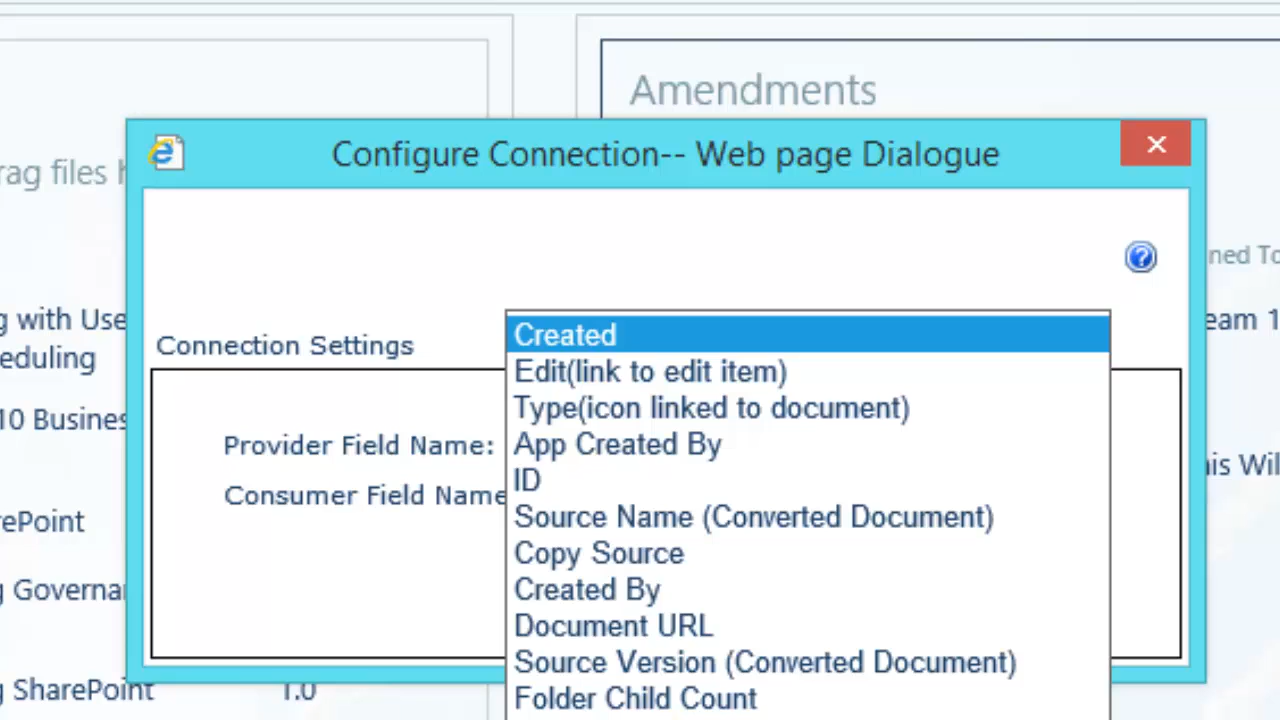 Amendments
Configure Connection-- Web page Dialogue
rag files
ned To
g with Use
eduling
eam 1
Connection Settings
Created
Edit(link to edit item)
Type(icon linked to document)
10 Busines
Provider Field Name:
App Created By
is Wil
ID
Consumer Field Name
ePoint
Source Name (Converted Document)
Copy Source
g Governa
Created By
Document URL
Source Version (Converted Document)
g SharePoint
1.0
Folder Child Count